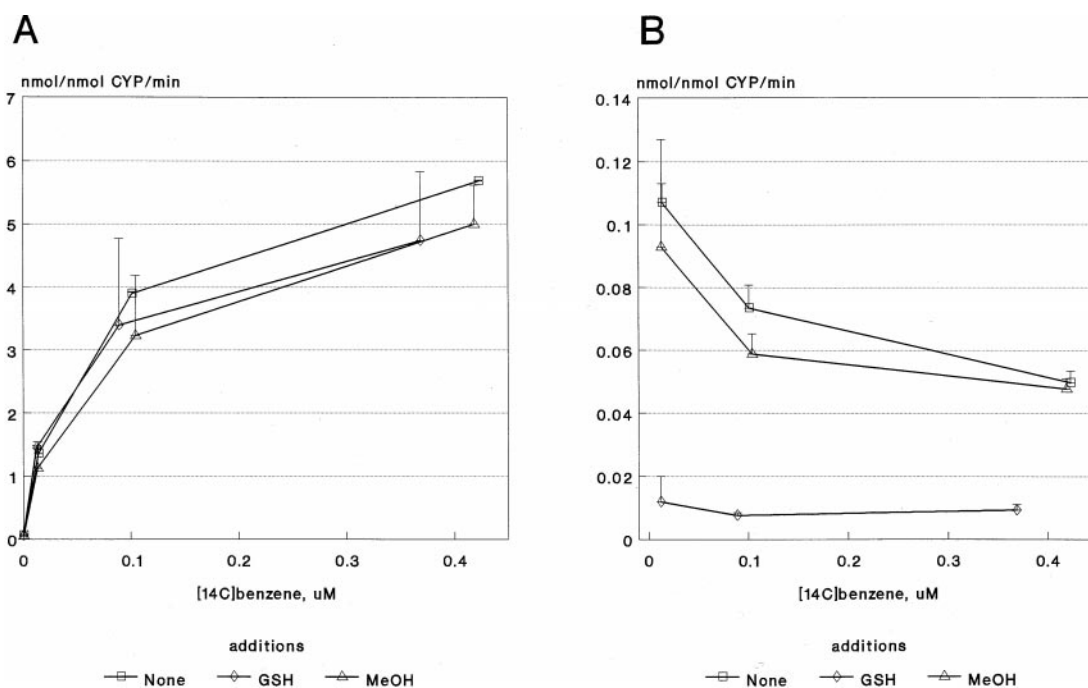 A
B
nmol/nmol CYP/min
nmol/nmol CYP/min
7
6
5
4
3
2
1
0
0 0.1 0.2 0.3 0.4
[14C]benzene, uM
additions
None GSH MeOH
0.14
0.12
0.1
0.08
0.06
0.04
0.02
0
0 0.1 0.2 0.3 0.4
[14C]benzene, uM
additions
None GSH MeOH